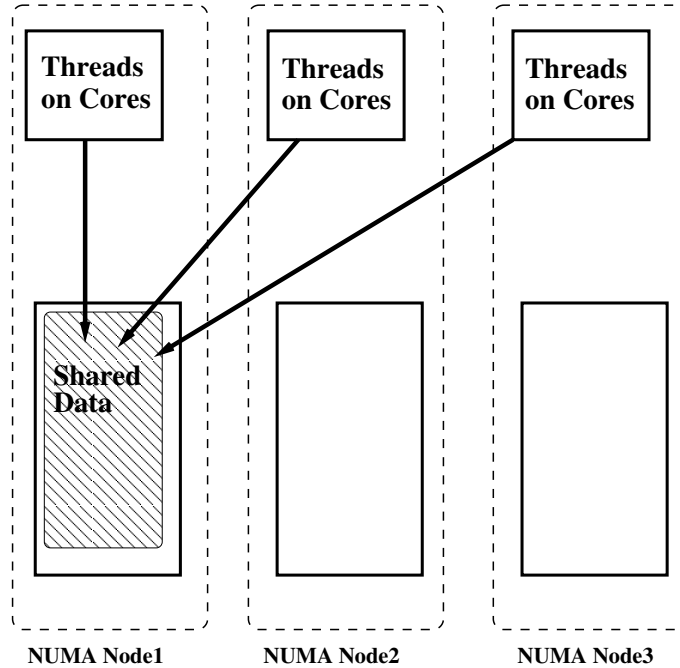 Threads
on Cores
Threads
on Cores
Threads
on Cores
Shared
Data
NUMA Node1
NUMA Node2
NUMA Node3